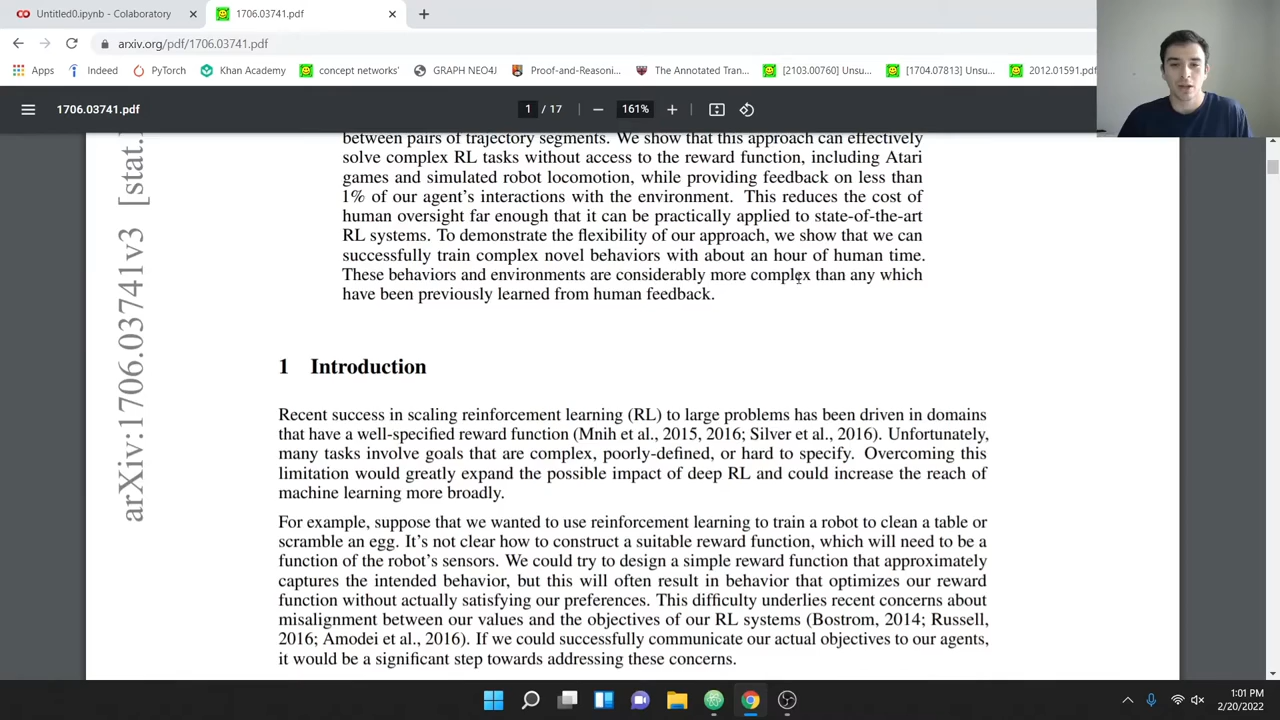 Untitled0.ipynb - Colaboratory
1706.03741.pdf
arxiv.org/pdf/1706.03741.pdf
Apps
Indeed
PyTorch
Khan Academy
concept networks'
GRAPH NEO4J
Proof-and-Reasoni...
The Annotated Tran...
[2103.00760] Unsu...
[1704.07813] Unsu...
2012.01591.pdf
1706.03741.pdf
1 / 17
161%
between pairs of trajectory segments. We show that this approach can effectively
solve complex RL tasks without access to the reward function, including Atari
games and simulated robot locomotion, while providing feedback on less than
1% of our agent's interactions with the environment. This reduces the cost of
human oversight far enough that it can be practically applied to state-of-the-art
RL systems. To demonstrate the flexibility of our approach, we show that we can
successfully train complex novel behaviors with about an hour of human time.
These behaviors and environments are considerably more complex than any which
have been previously learned from human feedback.
arXiv:1706.03741v3 [stat.
1 Introduction
Recent success in scaling reinforcement learning (RL) to large problems has been driven in domains
that have a well-specified reward function (Mnih et al., 2015, 2016; Silver et al., 2016). Unfortunately,
many tasks involve goals that are complex, poorly-defined, or hard to specify. Overcoming this
limitation would greatly expand the possible impact of deep RL and could increase the reach of
machine learning more broadly.
For example, suppose that we wanted to use reinforcement learning to train a robot to clean a table or
scramble an egg. It's not clear how to construct a suitable reward function, which will need to be a
function of the robot's sensors. We could try to design a simple reward function that approximately
captures the intended behavior, but this will often result in behavior that optimizes our reward
function without actually satisfying our preferences. This difficulty underlies recent concerns about
misalignment between our values and the objectives of our RL systems (Bostrom, 2014; Russell,
2016; Amodei et al., 2016). If we could successfully communicate our actual objectives to our agents,
it would be a significant step towards addressing these concerns.
1:01 PM
2/20/2022